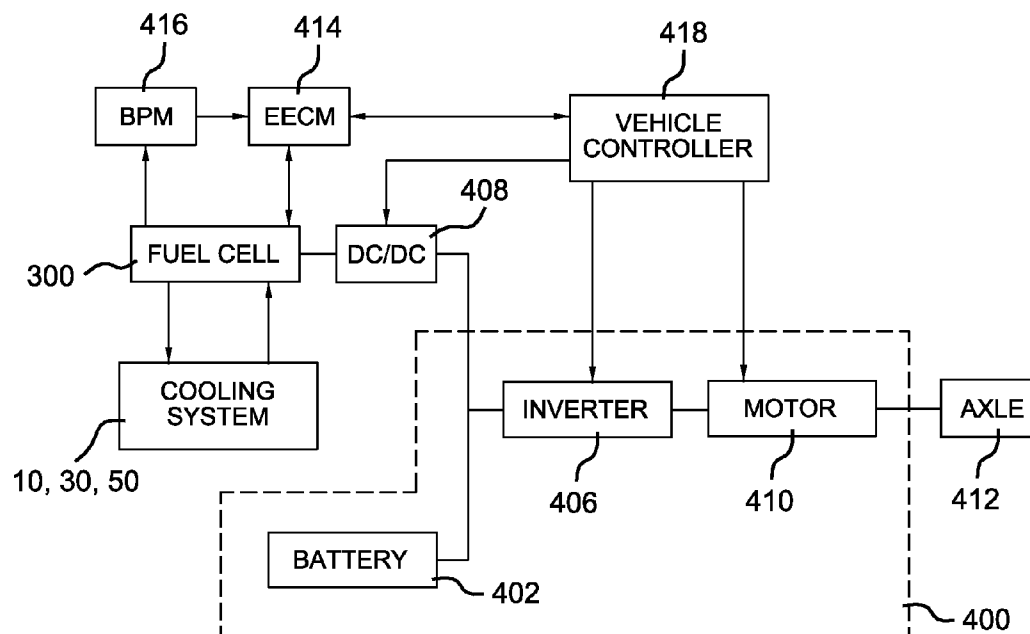 416
414
418
BPM
EECM
VEHICLE
CONTROLLER
408
FUEL CELL
DC/DC
300
COOLING
SYSTEM
INVERTER
MOTOR
AXLE
10, 30, 50
406
410
412
BATTERY
402
400